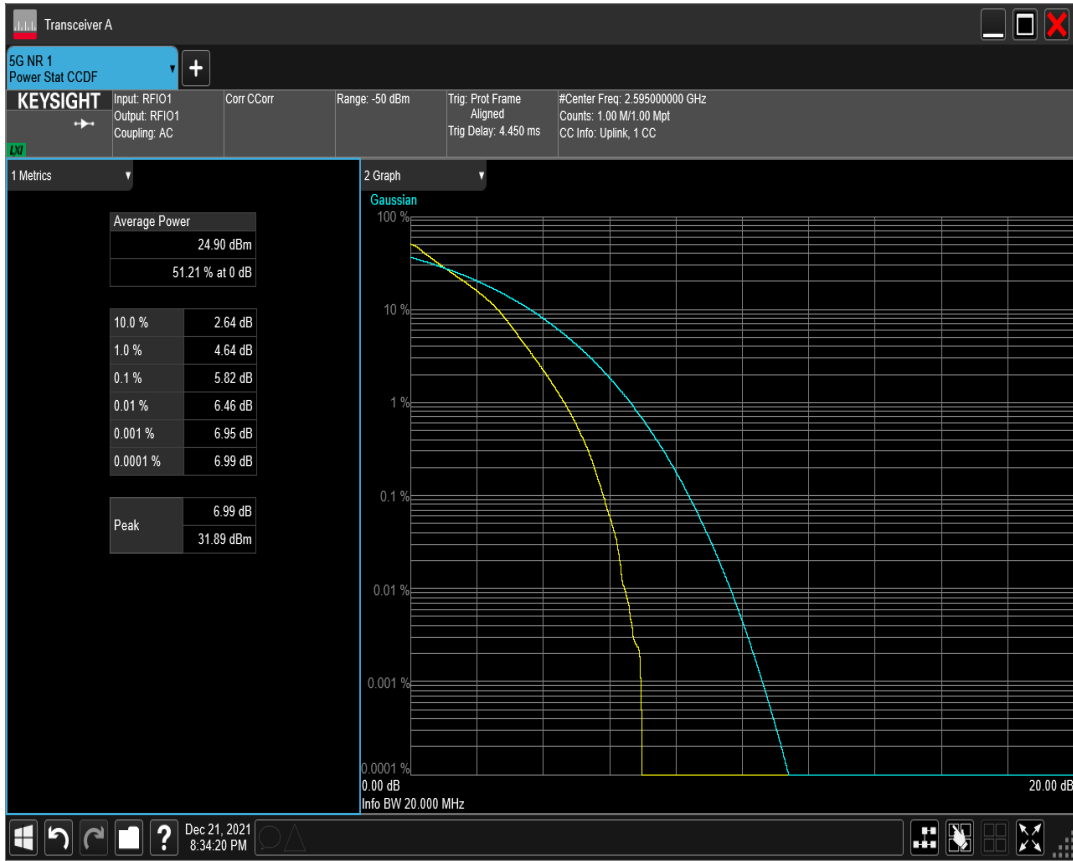 Transceiver A
5G NR 1
Power Stat CCDF
KEYSIGHT
LXI
Input: RFIO1
Output: RFIO1
Coupling: AC
Corr CCorr
Range: -50 dBm
Trig: Prot Frame
Aligned
Trig Delay: 4.450 ms
#Center Freq: 2.595000000 GHz
Counts: 1.00 M/1.00 Mpt
CC Info: Uplink, 1 CC
1 Metrics
Average Power
24.90 dBm
51.21 % at 0 dB
10.0 % 2.64 dB
1.0 % 4.64 dB
0.1 % 5.82 dB
0.01 % 6.46 dB
0.001 % 6.95 dB
0.0001 % 6.99 dB
Peak
6.99 dB
31.89 dBm
2 Graph
Gaussian
100 %
10 %
1 %
0.1 %
0.01 %
0.001 %
0.0001 %
0.00 dB 20.00 dB
Info BW 20.000 MHz
Dec 21, 2021
8:34:20 PM